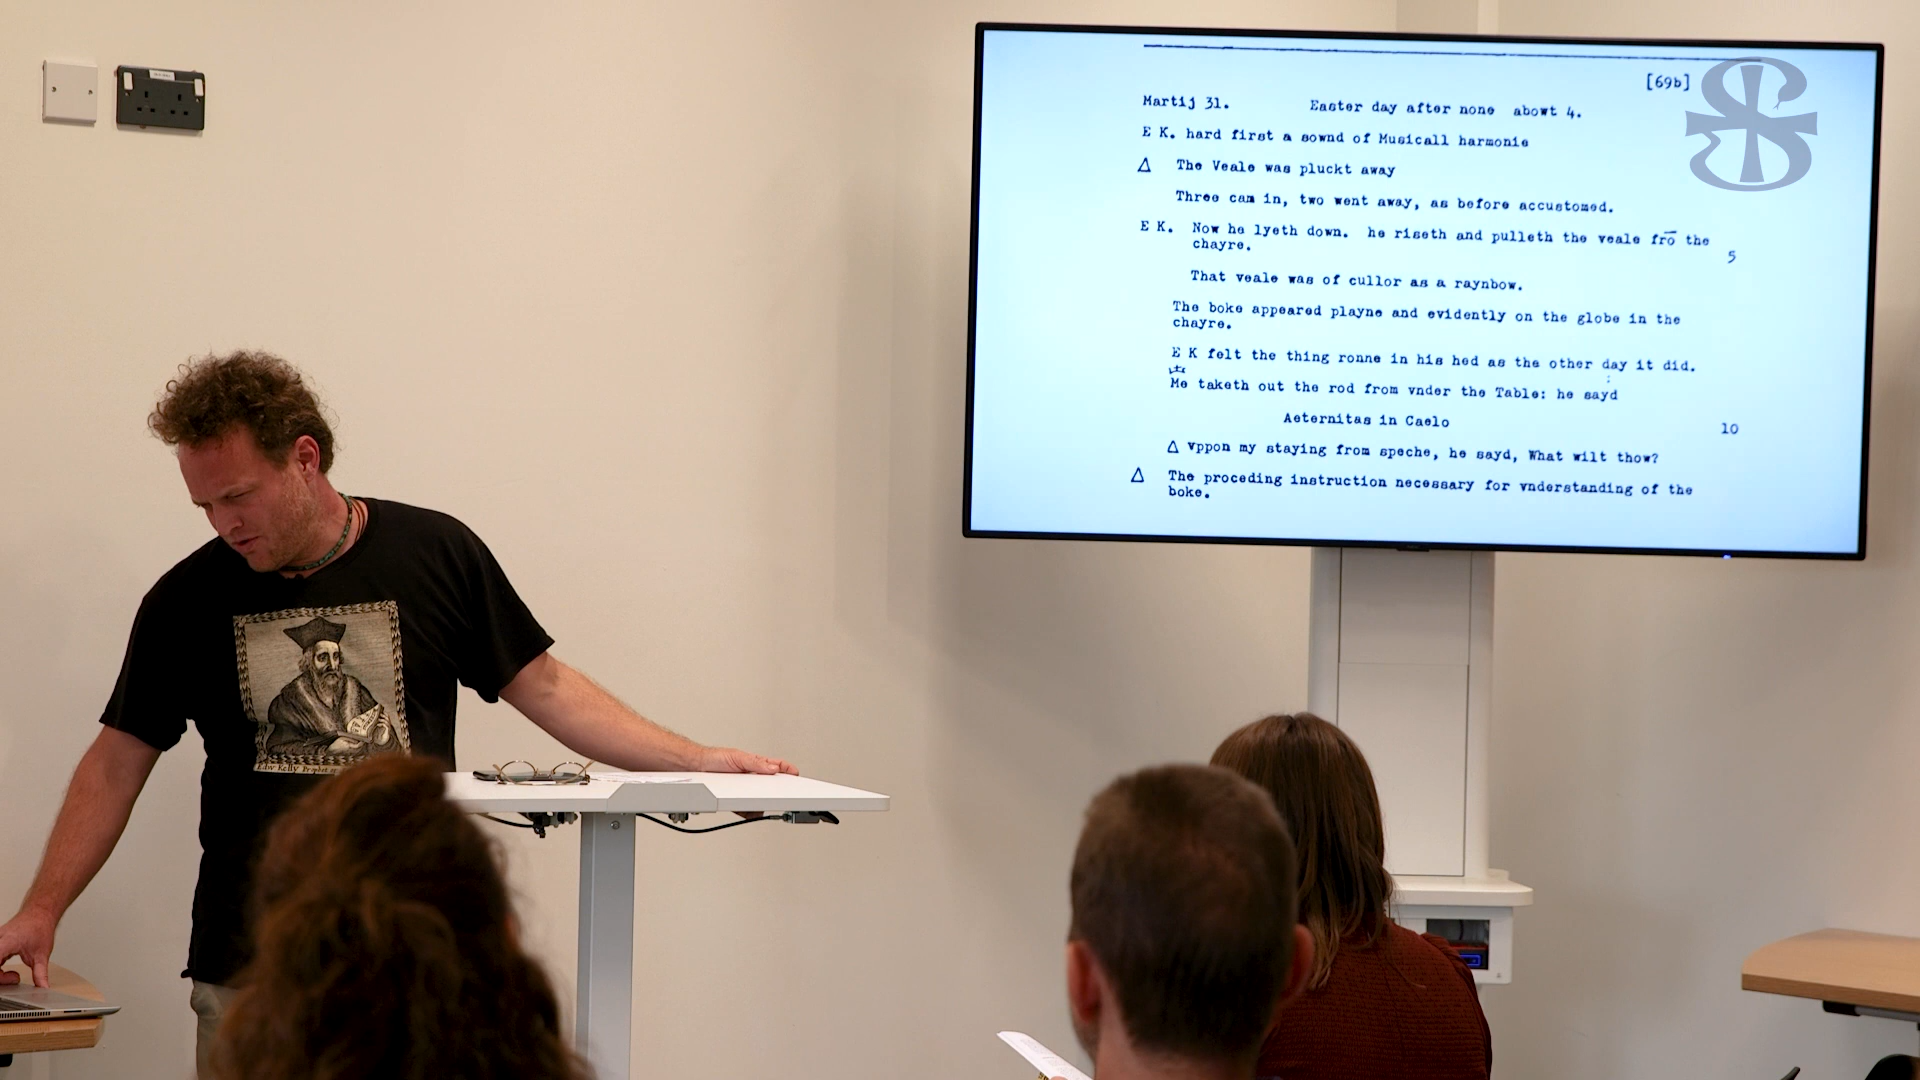 [69b]
Martij 31. Easter day after none abowt 4.
E K. hard first a sownd of Musicall harmonie
Δ The Veale was pluckt away
Three cam in, two went away, as before accustomed.
E K. Now he lyeth down. he riseth and pulleth the veale frō the
chayre. 5
That veale was of cullor as a raynbow.
The boke appeared playne and evidently on the globe in the
chayre.
E K felt the thing ronne in his hed as the other day it did.
Me taketh out the rod from vnder the Table: he sayd
Aeternitas in Caelo 10
Δ vppon my staying from speche, he sayd, What wilt thow?
Δ The proceding instruction necessary for vnderstanding of the
boke.
Edw Kelly Prophet